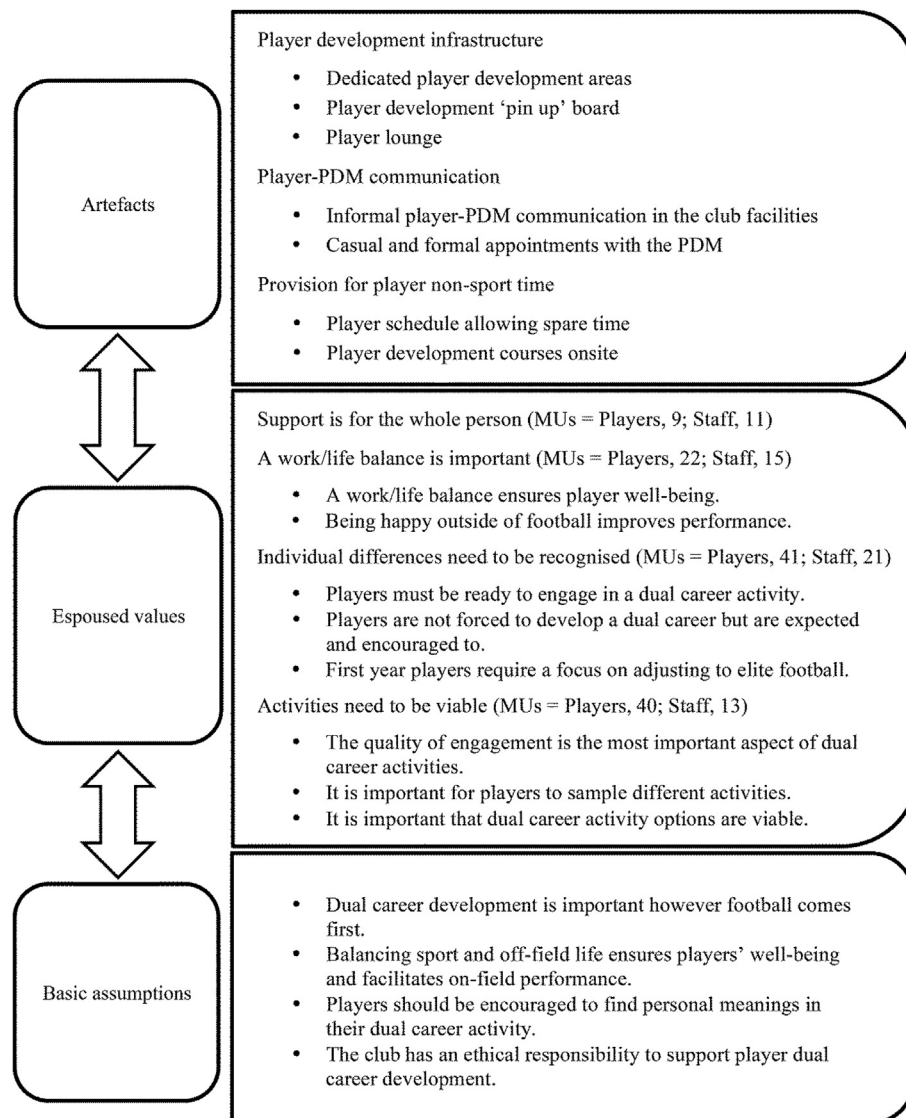 Player development infrastructure
• Dedicated player development areas
• Player development ‘pin up’ board
• Player lounge
Player-PDM communication
• Informal player-PDM communication in the club facilities
• Casual and formal appointments with the PDM
Provision for player non-sport time
• Player schedule allowing spare time
• Player development courses onsite
Artefacts
Support is for the whole person (MUs = Players, 9; Staff, 11)
A work/life balance is important (MUs = Players, 22; Staff, 15)
• A work/life balance ensures player well-being.
• Being happy outside of football improves performance.
Individual differences need to be recognised (MUs = Players, 41; Staff, 21)
• Players must be ready to engage in a dual career activity.
• Players are not forced to develop a dual career but are expected
and encouraged to.
• First year players require a focus on adjusting to elite football.
Activities need to be viable (MUs = Players, 40; Staff, 13)
• The quality of engagement is the most important aspect of dual
career activities.
• It is important for players to sample different activities.
• It is important that dual career activity options are viable.
Espoused values
• Dual career development is important however football comes
first.
• Balancing sport and off-field life ensures players’ well-being
and facilitates on-field performance.
• Players should be encouraged to find personal meanings in
their dual career activity.
• The club has an ethical responsibility to support player dual
career development.
Basic assumptions